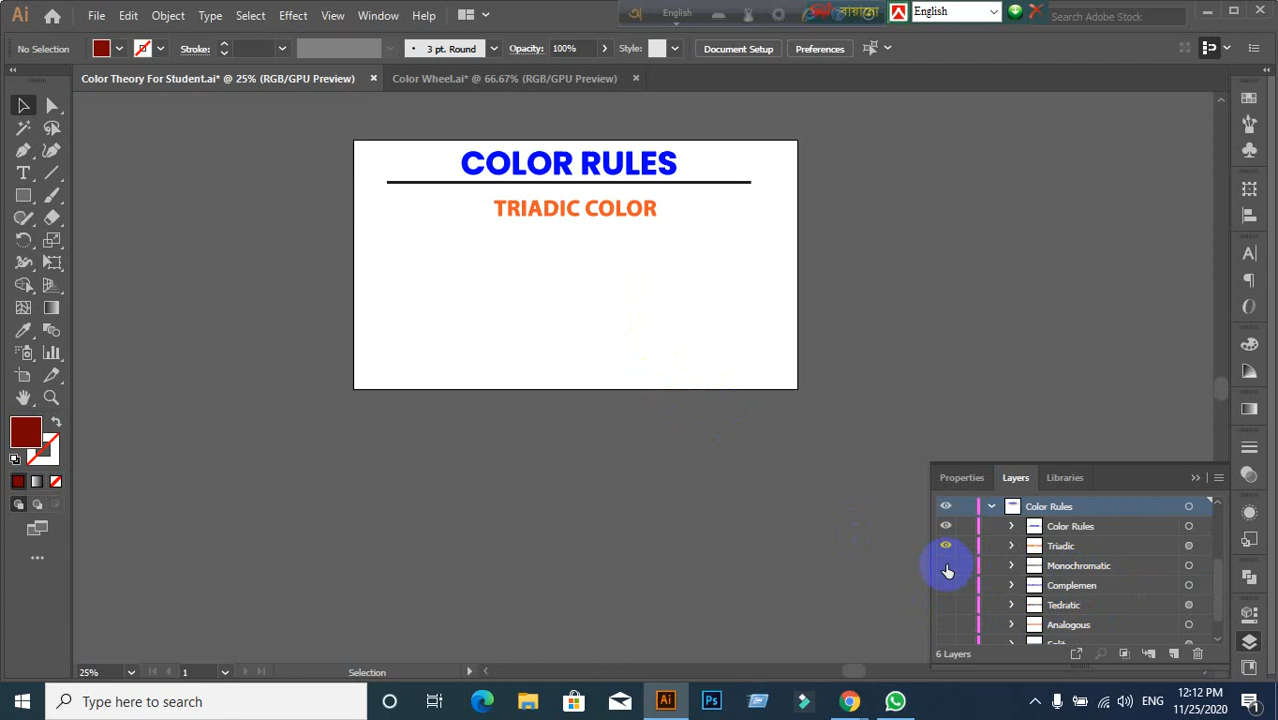 Ai File Edit Object Type Select Effect View Window Help
English
English
Search Adobe Stock
No Selection Stroke: 3 pt. Round Opacity: 100% Style: Document Setup Preferences
Color Theory For Student.ai* @ 25% (RGB/GPU Preview) Color Wheel.ai* @ 66.67% (RGB/GPU Preview)
COLOR RULES
TRIADIC COLOR
Properties Layers Libraries
Color Rules
Color Rules
Triadic
Monochromatic
Complemen
Tedratic
Analogous
Split
6 Layers
25% 1 Selection
Type here to search
Ai Ps
ENG
12:12 PM
11/25/2020